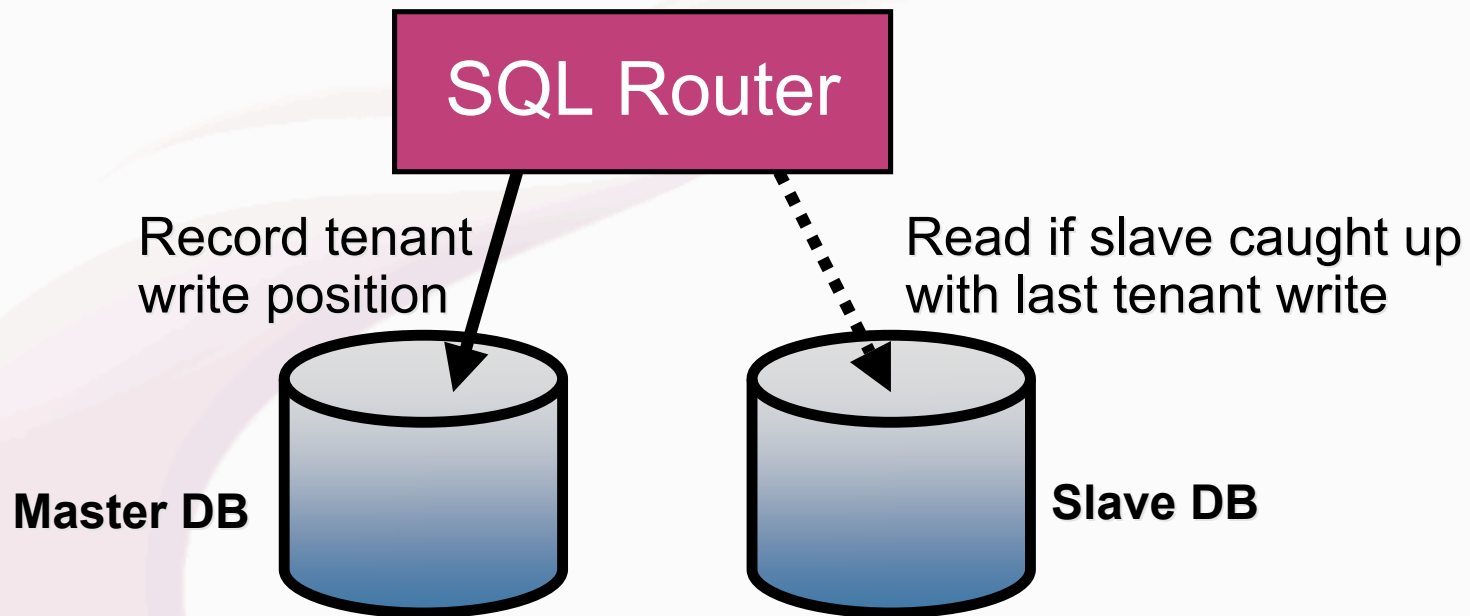 SQL Router
Record tenant
write position
Read if slave caught up
with last tenant write
Master DB
Slave DB